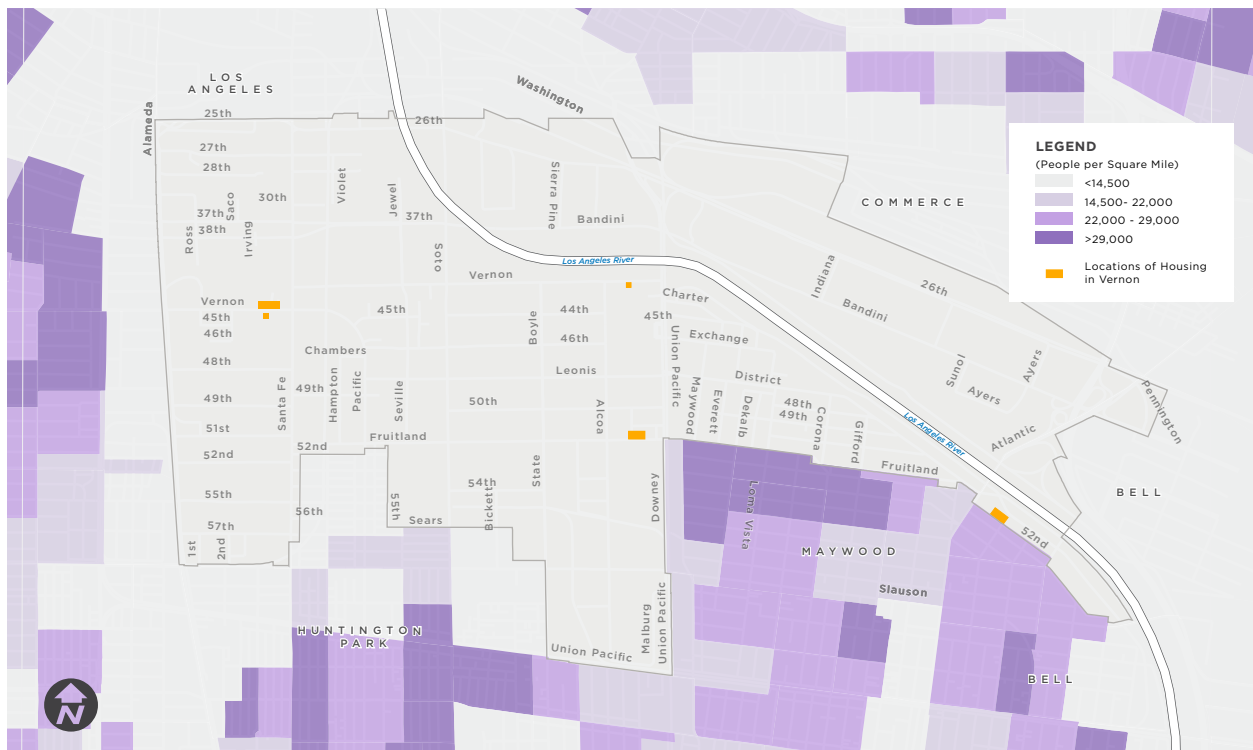 LOS
ANGELES
Washington
Alameda
25th
26th
27th
28th
Saco
30th
Violet
Jewel
37th
37th
38th
Ross
Irving
Soto
Sierra Pine
Bandini
Los Angeles River
Vernon
Vernon
45th
46th
48th
49th
51st
52nd
55th
57th
1st
2nd
45th
Chambers
49th
Hampton
Pacific
Santa Fe
Seville
50th
Fruitland
52nd
56th
55th
Sears
54th
Bickett
State
Boyle
44th
46th
Leonis
Alcoa
Charter
45th
Union Pacific
Exchange
Maywood
Everett
Dekalb
District
48th
49th
Corona
Gifford
Fruitland
Downey
Loma Vista
Malburg
Union Pacific
Union Pacific
Indiana
Bandini
26th
Sunol
Ayers
Ayers
Atlantic
Pennington
Los Angeles River
52nd
Slauson
COMMERCE
BELL
MAYWOOD
BELL
HUNTINGTON
PARK
N
LEGEND
(People per Square Mile)
<14,500
14,500- 22,000
22,000 - 29,000
>29,000
Locations of Housing
in Vernon